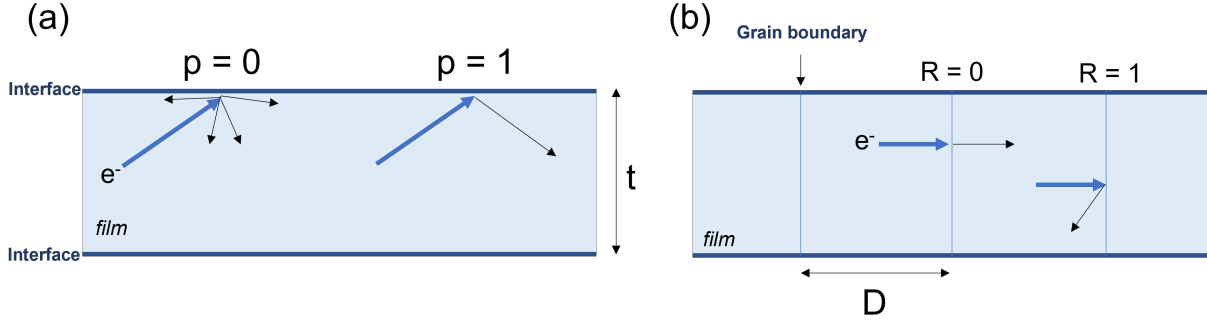 (a)
p = 0
p = 1
Interface
e-
t
film
Interface
(b)
Grain boundary
R = 0
R = 1
e-
film
D